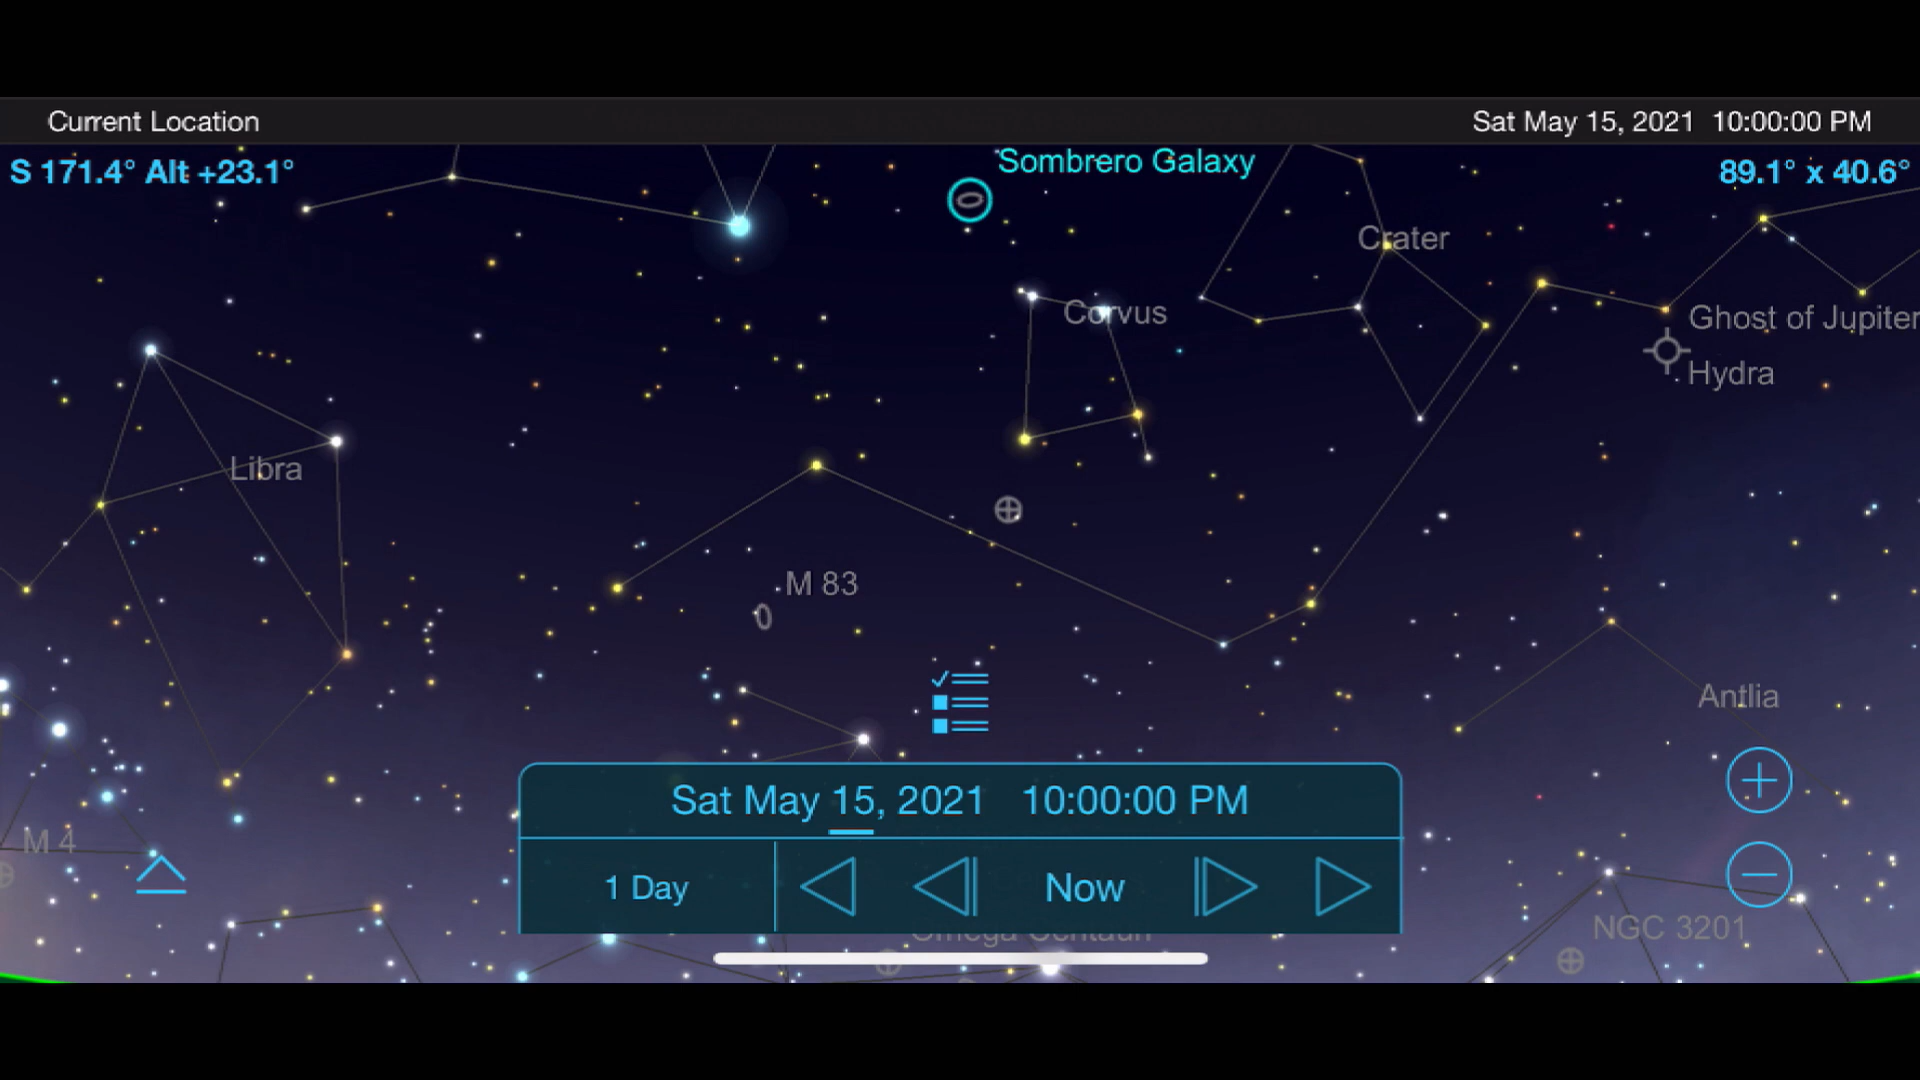 Current Location
Sat May 15, 2021 10:00:00 PM
S 171.4° Alt +23.1°
Sombrero Galaxy
89.1° x 40.6°
Crater
Corvus
Ghost of Jupiter
Hydra
Libra
M 83
Antlia
Sat May 15, 2021 10:00:00 PM
M 4
1 Day
Now
Omega Centauri
NGC 3201